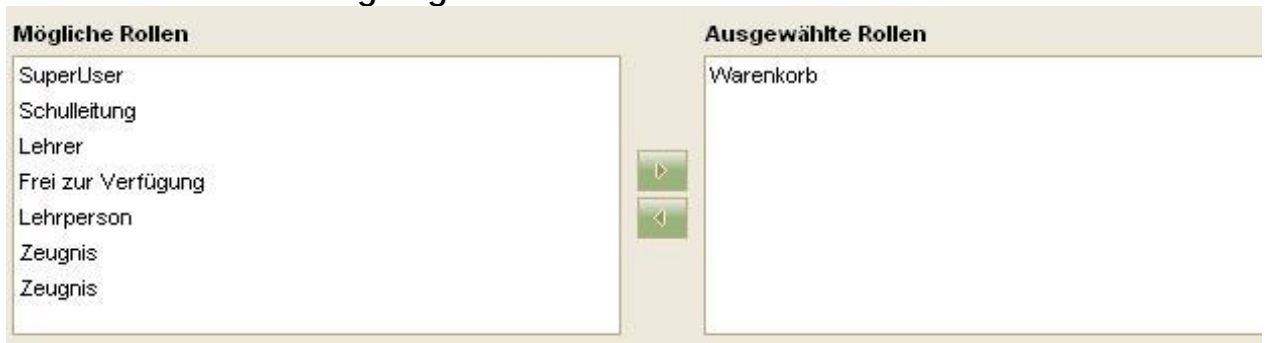 Mögliche Rollen
SuperUser
Schulleitung
Lehrer
Frei zur Verfügung
Lehrperson
Zeugnis
Zeugnis
Ausgewählte Rollen
Warenkorb